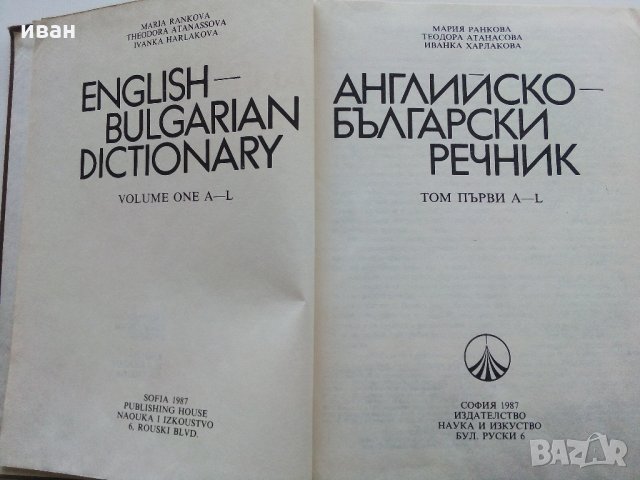 иван
MARIA RANKOVA
THEODORA ATANASSOVA
IVANKA HARLAKOVA
ENGLISH—
BULGARIAN
DICTIONARY
VOLUME ONE A—L
SOFIA 1987
PUBLISHING HOUSE
NAOUKA I IZKOUSTVO
6, ROUSKI BLVD.
МАРИЯ РАНКОВА
ТЕОДОРА АТАНАСОВА
ИВАНКА ХАРЛАКОВА
АНГЛИЙСКО—
БЪЛГАРСКИ
РЕЧНИК
ТОМ ПЪРВИ A—L
СОФИЯ 1987
ИЗДАТЕЛСТВО
НАУКА И ИЗКУСТВО
БУЛ. РУСКИ 6
BAZAR